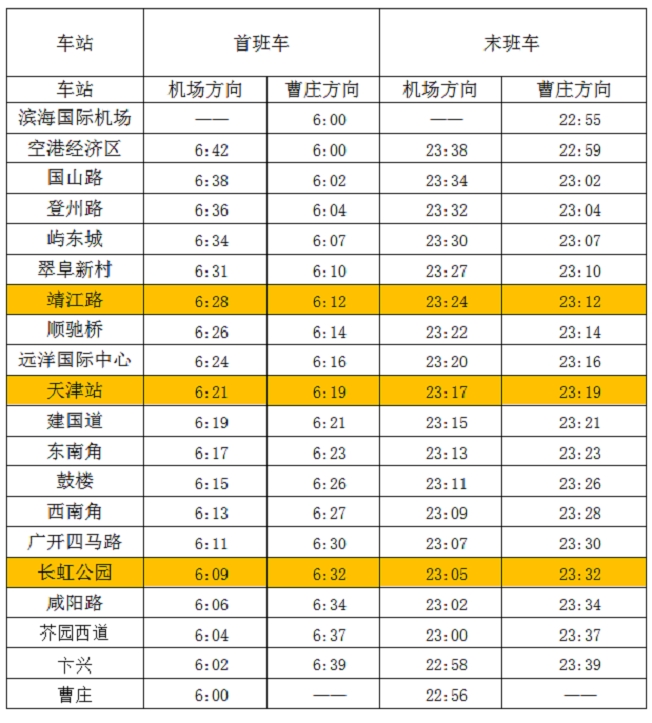 车站 首班车 末班车
车站 机场方向 曹庄方向 机场方向 曹庄方向
滨海国际机场 —— 6:00 —— 22:55
空港经济区 6:42 6:00 23:38 22:59
国山路 6:38 6:02 23:34 23:02
登州路 6:36 6:04 23:32 23:04
屿东城 6:34 6:07 23:30 23:07
翠阜新村 6:31 6:10 23:27 23:10
靖江路 6:28 6:12 23:24 23:12
顺驰桥 6:26 6:14 23:22 23:14
远洋国际中心 6:24 6:16 23:20 23:16
天津站 6:21 6:19 23:17 23:19
建国道 6:19 6:21 23:15 23:21
东南角 6:17 6:23 23:13 23:23
鼓楼 6:15 6:26 23:11 23:26
西南角 6:13 6:27 23:09 23:28
广开四马路 6:11 6:30 23:07 23:30
长虹公园 6:09 6:32 23:05 23:32
咸阳路 6:06 6:34 23:02 23:34
芥园西道 6:04 6:37 23:00 23:37
卞兴 6:02 6:39 22:58 23:39
曹庄 6:00 —— 22:56 ——